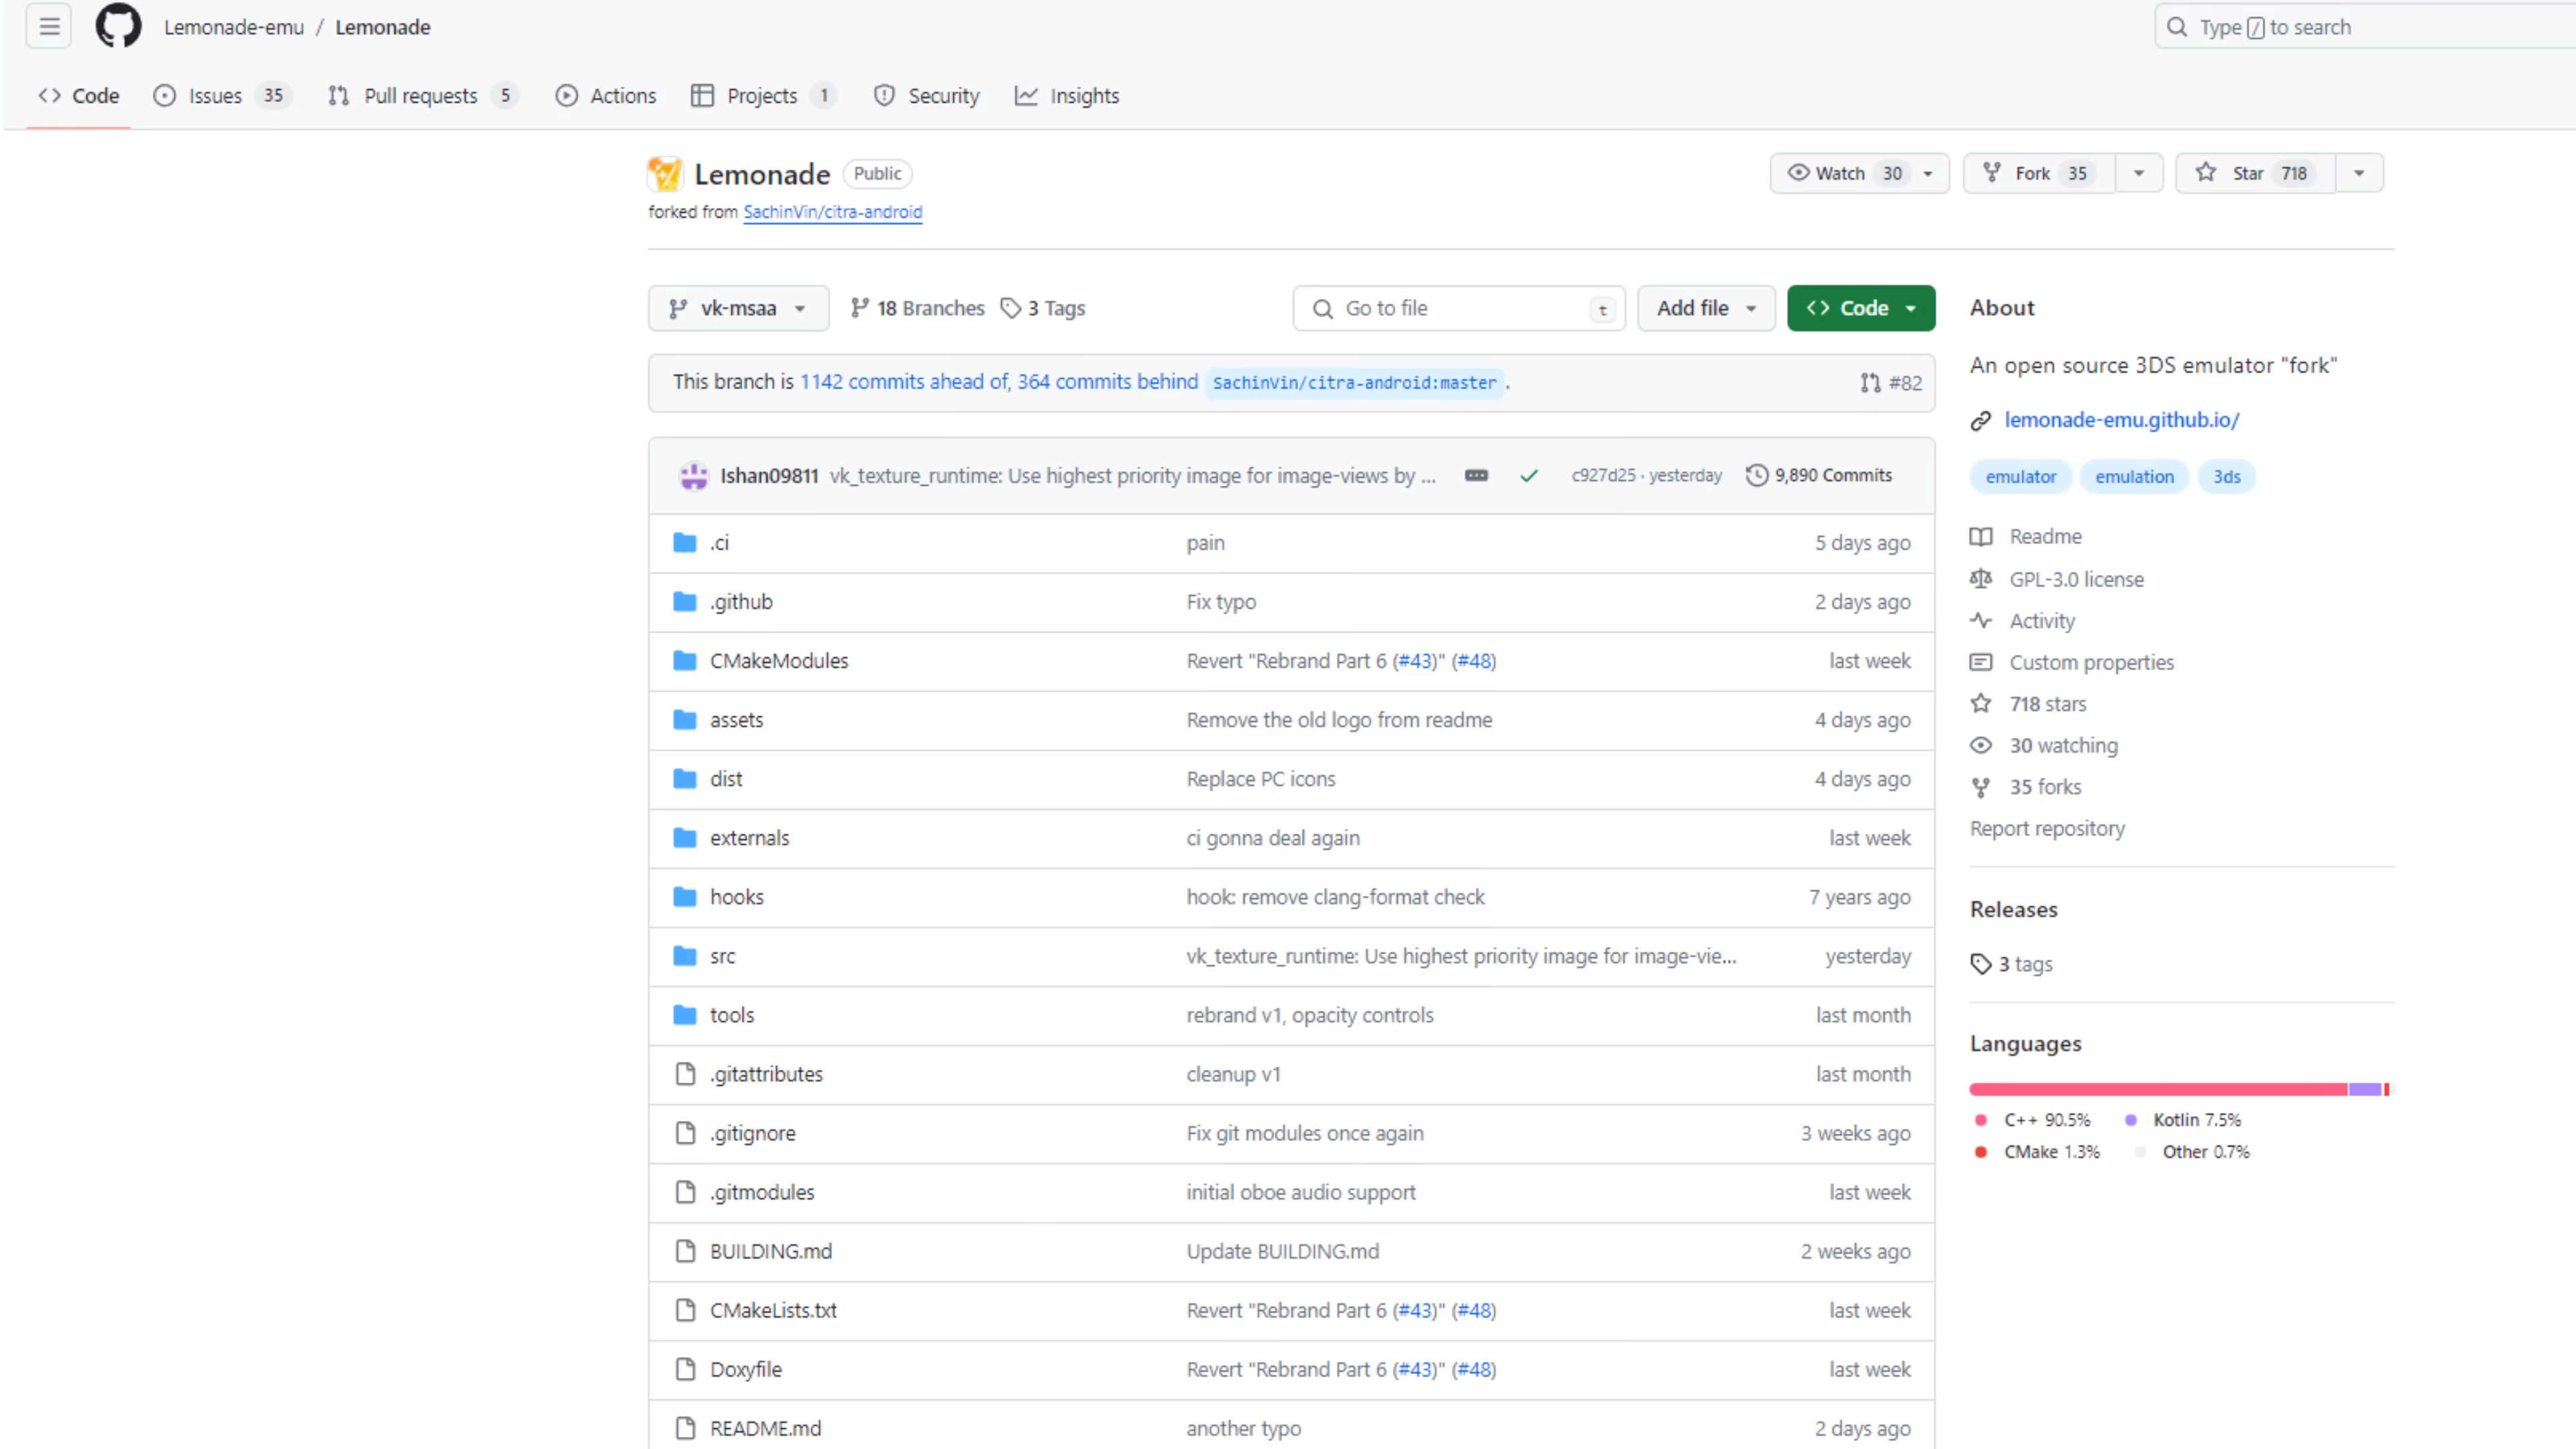 Lemonade-emu / Lemonade
Type / to search
Code Issues 35 Pull requests 5 Actions Projects 1 Security Insights
Lemonade Public
Watch 30 Fork 35 Star 718
forked from SachinVin/citra-android
vk-msaa 18 Branches 3 Tags
Go to file t Add file Code
This branch is 1142 commits ahead of, 364 commits behind SachinVin/citra-android:master .
#82
Ishan09811 vk_texture_runtime: Use highest priority image for image-views by ... c927d25 · yesterday 9,890 Commits
.ci pain 5 days ago
.github Fix typo 2 days ago
CMakeModules Revert "Rebrand Part 6 (#43)" (#48) last week
assets Remove the old logo from readme 4 days ago
dist Replace PC icons 4 days ago
externals ci gonna deal again last week
hooks hook: remove clang-format check 7 years ago
src vk_texture_runtime: Use highest priority image for image-vie... yesterday
tools rebrand v1, opacity controls last month
.gitattributes cleanup v1 last month
.gitignore Fix git modules once again 3 weeks ago
.gitmodules initial oboe audio support last week
BUILDING.md Update BUILDING.md 2 weeks ago
CMakeLists.txt Revert "Rebrand Part 6 (#43)" (#48) last week
Doxyfile Revert "Rebrand Part 6 (#43)" (#48) last week
README.md another typo 2 days ago
About
An open source 3DS emulator "fork"
lemonade-emu.github.io/
emulator emulation 3ds
Readme
GPL-3.0 license
Activity
Custom properties
718 stars
30 watching
35 forks
Report repository
Releases
3 tags
Languages
C++ 90.5% Kotlin 7.5%
CMake 1.3% Other 0.7%